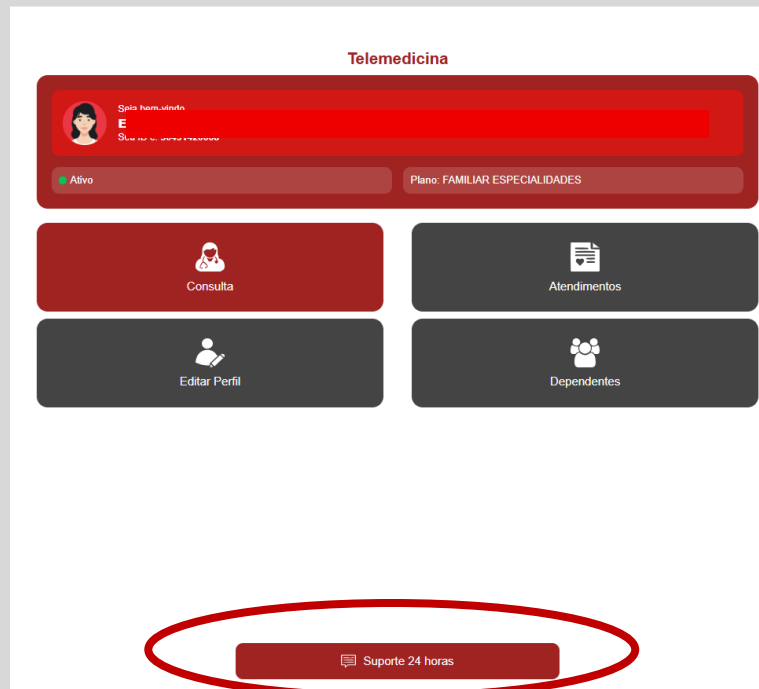 Telemedicina
Seja bem-vindo
E
Ativo
Plano: FAMILIAR ESPECIALIDADES
Consulta
Atendimentos
Editar Perfil
Dependentes
Suporte 24 horas